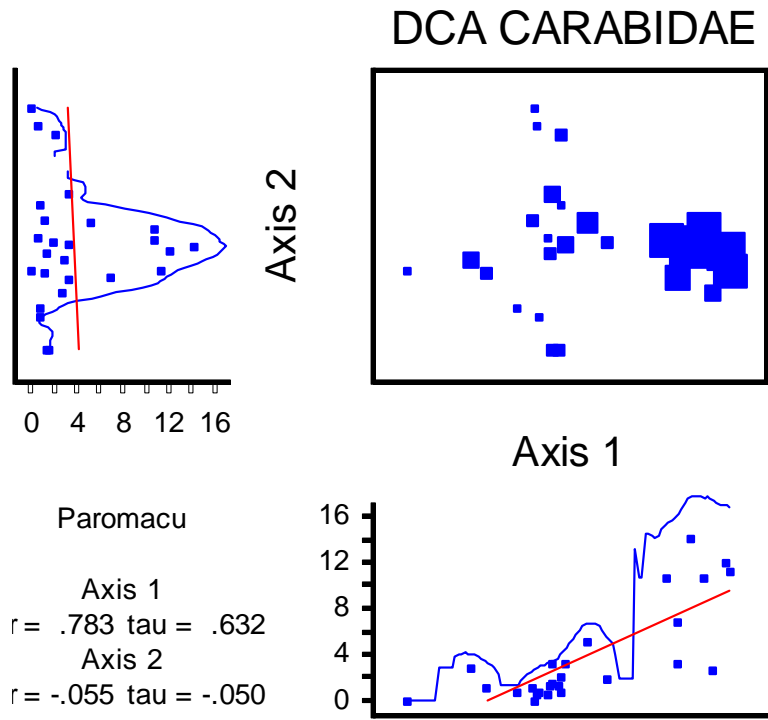 DCA CARABIDAE
Axis 2
0 4 8 12 16
Axis 1
16
12
8
4
0
Paromacu
Axis 1
r = .783 tau = .632
Axis 2
r = -.055 tau = -.050